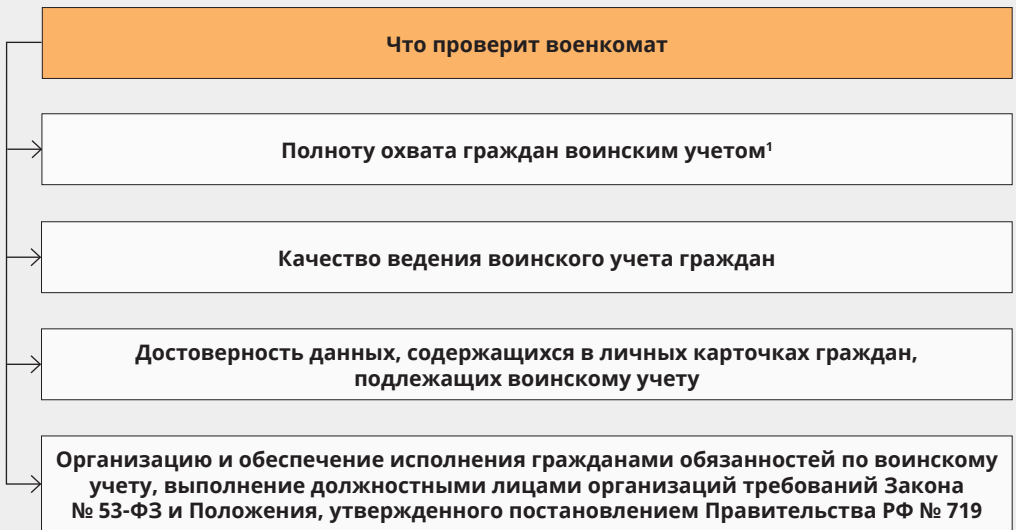 Что проверит военкомат
Полноту охвата граждан воинским учетом¹
Качество ведения воинского учета граждан
Достоверность данных, содержащихся в личных карточках граждан,
подлежащих воинскому учету
Организацию и обеспечение исполнения гражданами обязанностей по воинскому
учету, выполнение должностными лицами организаций требований Закона
№ 53-ФЗ и Положения, утвержденного постановлением Правительства РФ № 719